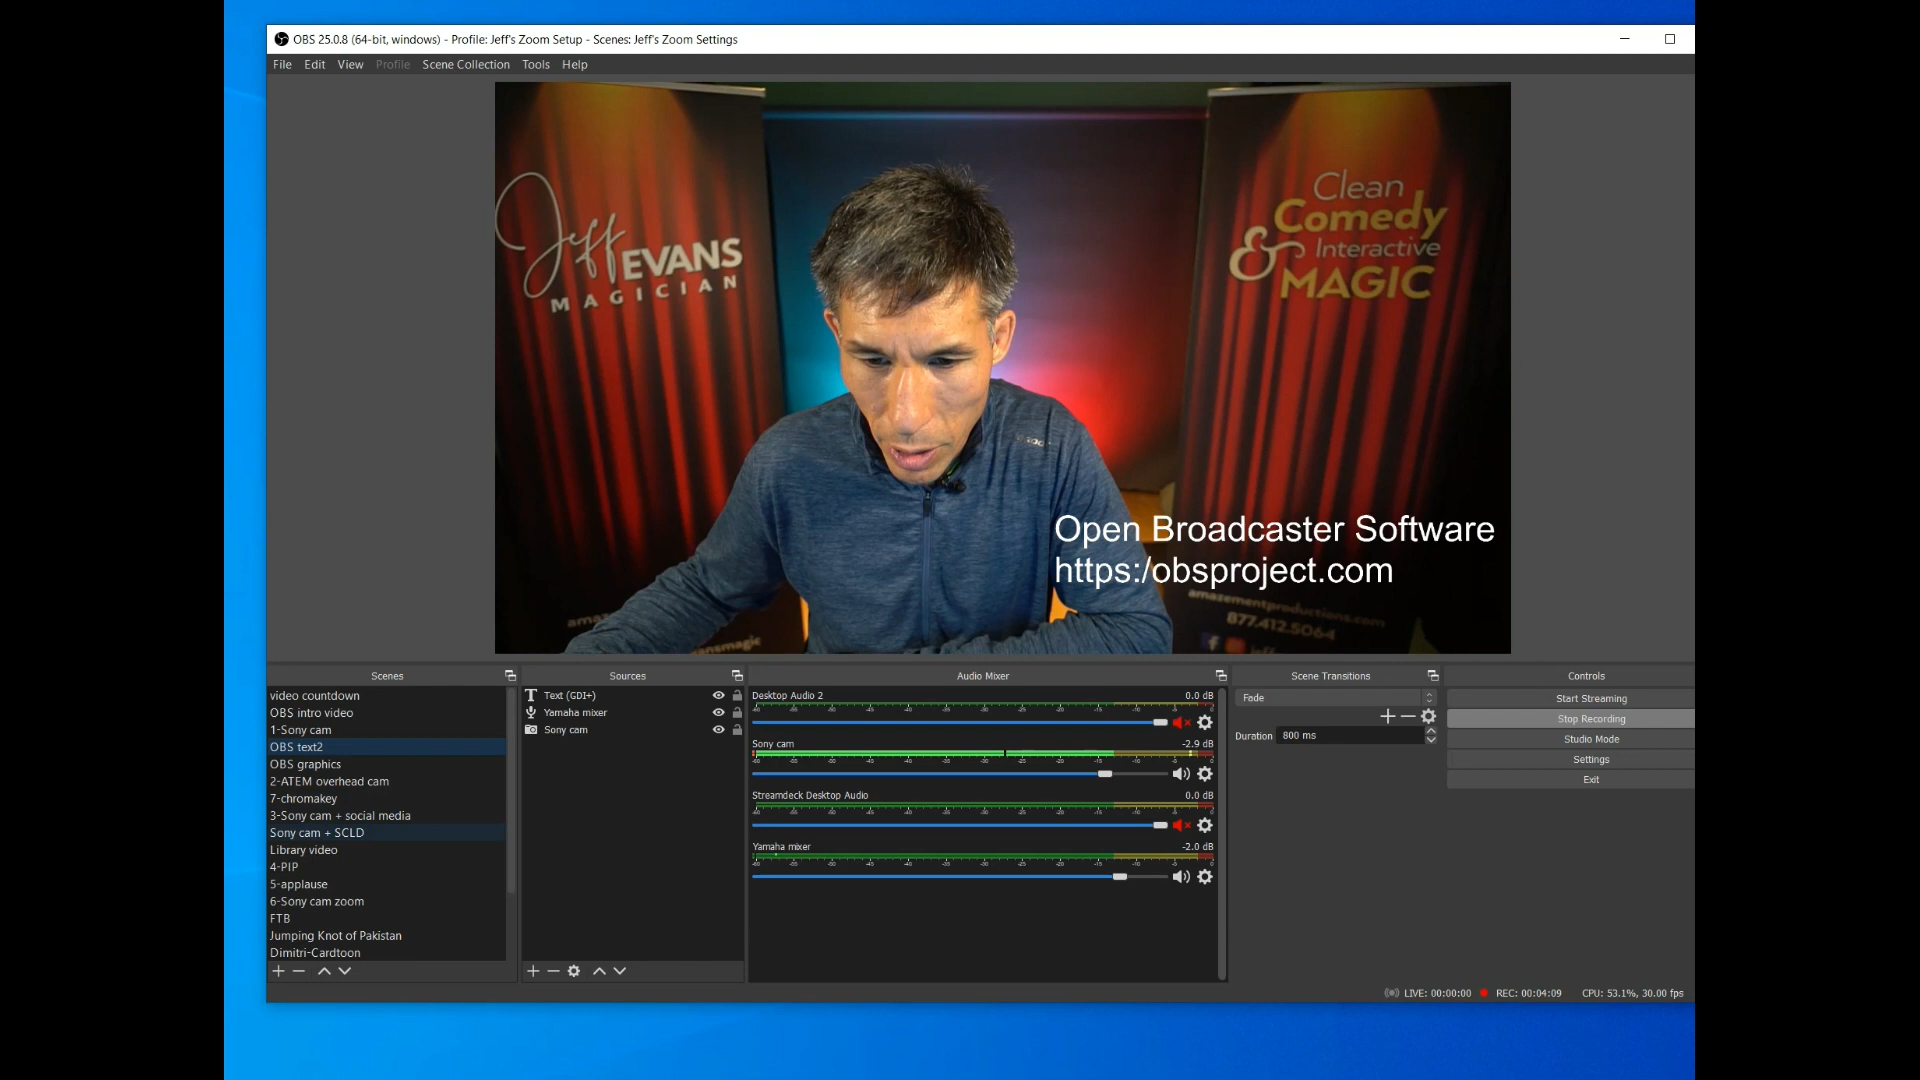 OBS 25.0.8 (64-bit, windows) - Profile: Jeff's Zoom Setup - Scenes: Jeff's Zoom Settings
File Edit View Profile Scene Collection Tools Help
Jeff EVANS
MAGICIAN
Clean
Comedy
& Interactive
MAGIC
Open Broadcaster Software
https:/obsproject.com
amazementproductions.com
877.412.5064
Scenes
video countdown
OBS intro video
1-Sony cam
OBS text2
OBS graphics
2-ATEM overhead cam
7-chromakey
3-Sony cam + social media
Sony cam + SCLD
Library video
4-PIP
5-applause
6-Sony cam zoom
FTB
Jumping Knot of Pakistan
Dimitri-Cardtoon
Sources
Text (GDI+)
Yamaha mixer
Sony cam
Audio Mixer
Desktop Audio 2 0.0 dB
Sony cam -2.9 dB
Streamdeck Desktop Audio 0.0 dB
Yamaha mixer -2.0 dB
Scene Transitions
Fade
Duration 800 ms
Controls
Start Streaming
Stop Recording
Studio Mode
Settings
Exit
LIVE: 00:00:00 REC: 00:04:09 CPU: 53.1%, 30.00 fps